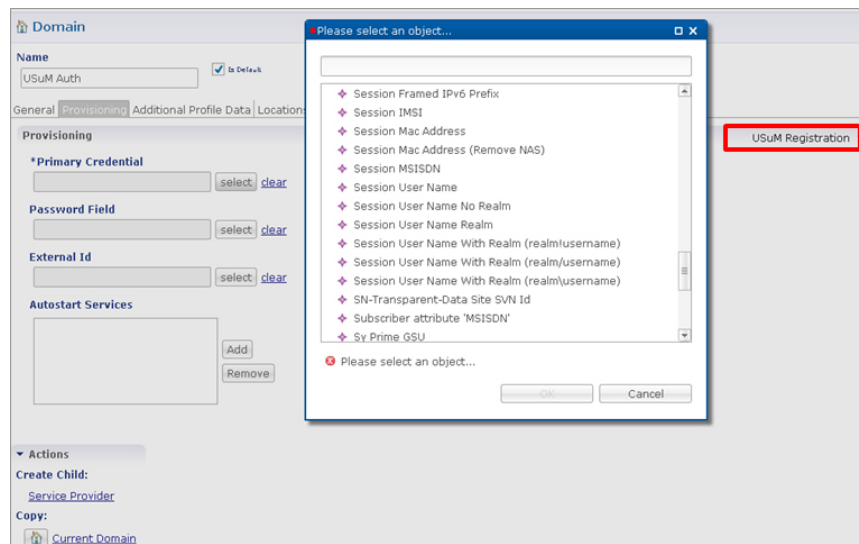 Domain
Name
USuM Auth
Is Default
General Provisioning Additional Profile Data Locations
Provisioning
*Primary Credential
select clear
Password Field
select clear
External Id
select clear
Autostart Services
Add
Remove
Actions
Create Child:
Service Provider
Copy:
Current Domain
Please select an object...
Session Framed IPv6 Prefix
Session IMSI
Session Mac Address
Session Mac Address (Remove NAS)
Session MSISDN
Session User Name
Session User Name No Realm
Session User Name Realm
Session User Name With Realm (realm!username)
Session User Name With Realm (realm/username)
Session User Name With Realm (realm\username)
SN-Transparent-Data Site SVN Id
Subscriber attribute 'MSISDN'
Sy Prime GSU
Please select an object...
OK Cancel
USuM Registration